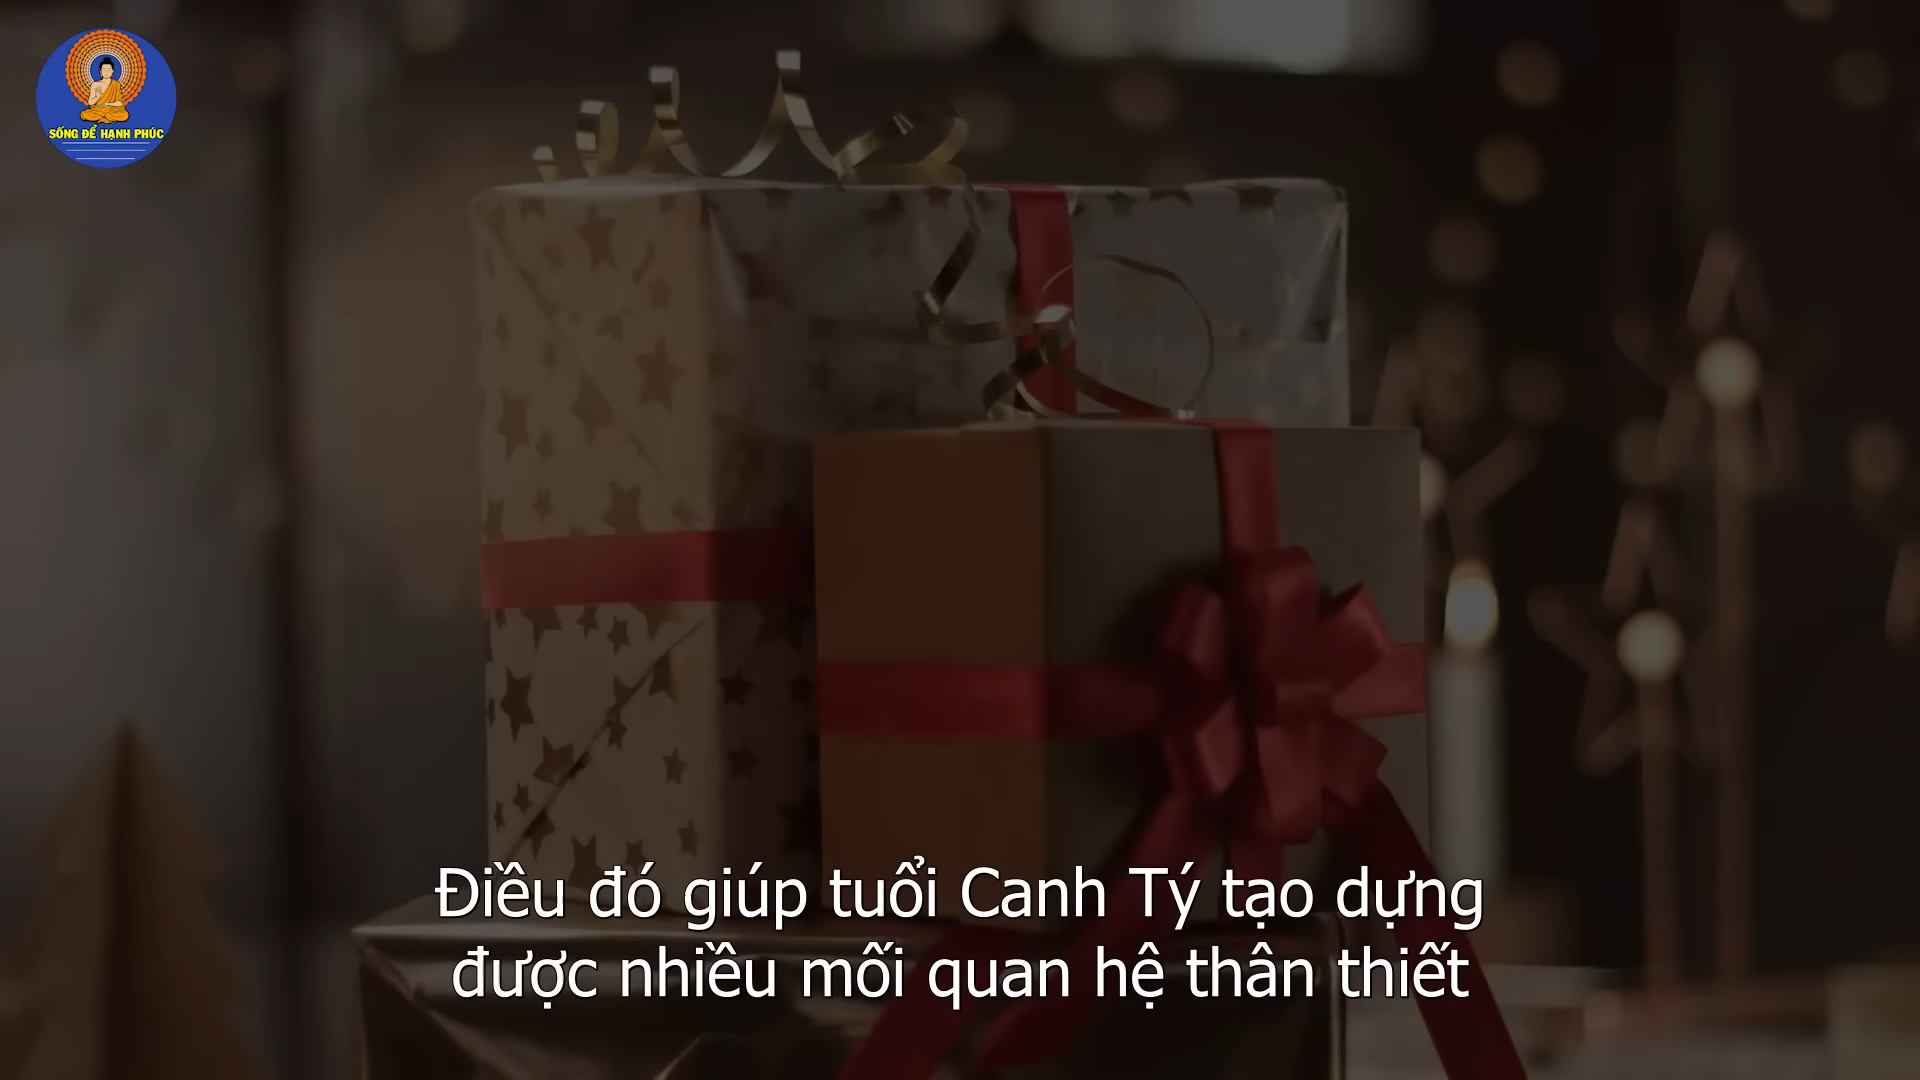 SỐNG ĐỂ HẠNH PHÚC
Điều đó giúp tuổi Canh Tý tạo dựng
được nhiều mối quan hệ thân thiết